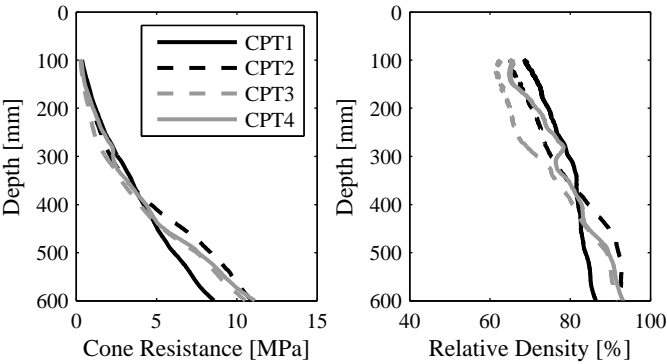 0
100
200
300
400
500
600
0
5
10
15
Depth [mm]
Cone Resistance [MPa]
CPT1
CPT2
CPT3
CPT4
0
100
200
300
400
500
600
40
60
80
100
Depth [mm]
Relative Density [%]